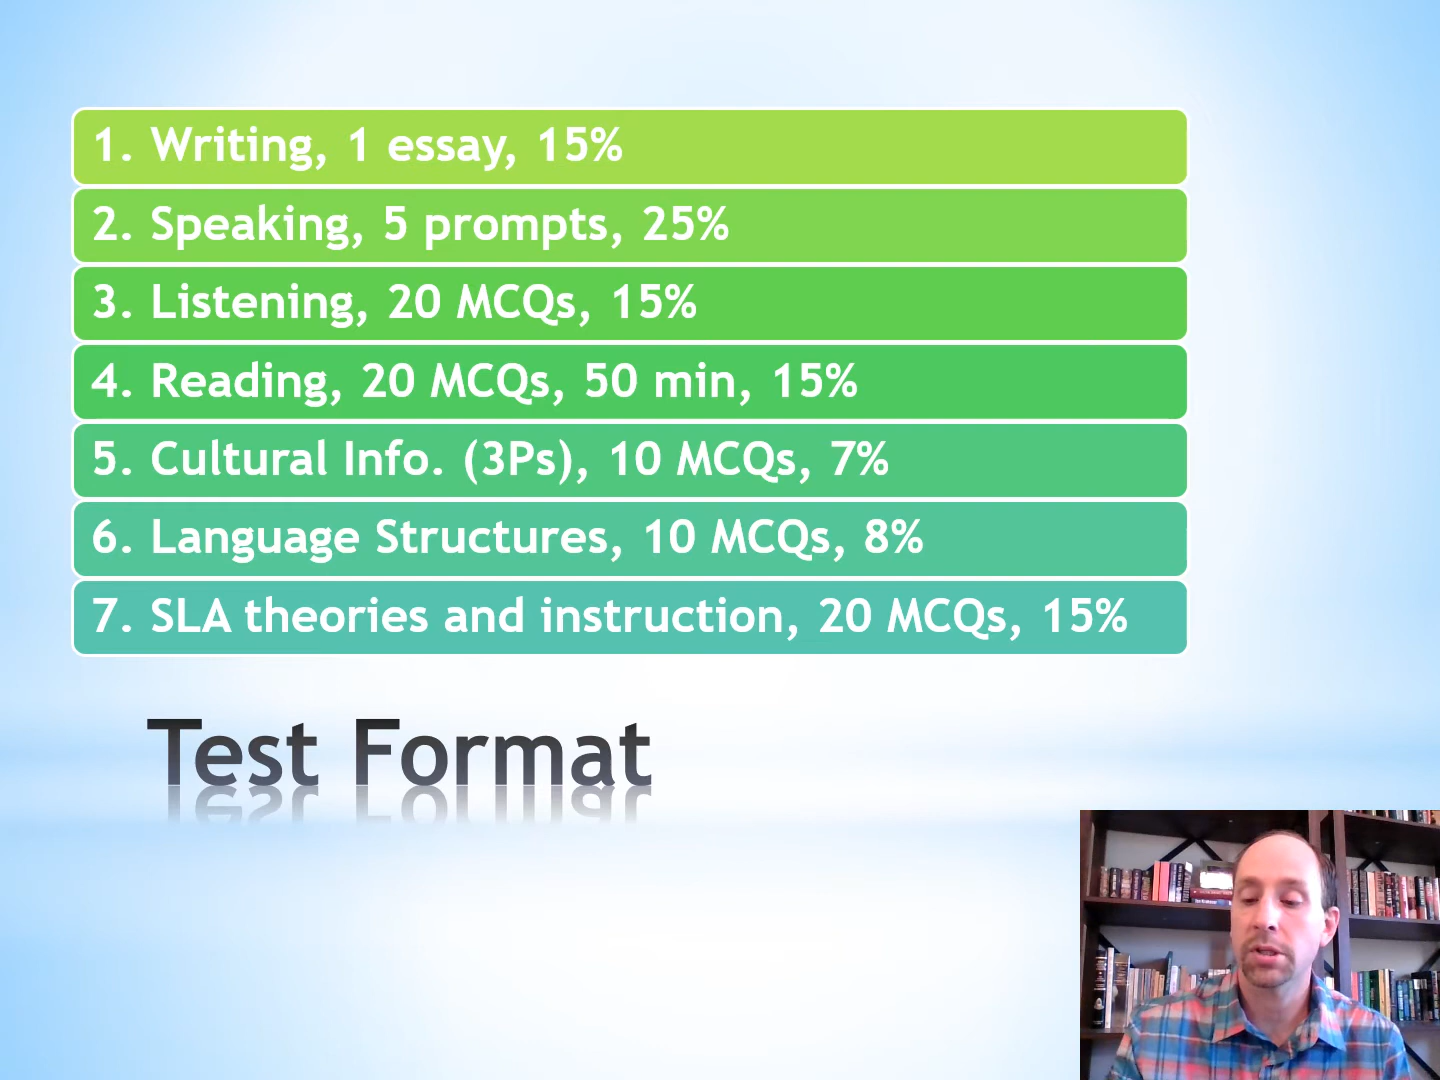 1. Writing, 1 essay, 15%
2. Speaking, 5 prompts, 25%
3. Listening, 20 MCQs, 15%
4. Reading, 20 MCQs, 50 min, 15%
5. Cultural Info. (3Ps), 10 MCQs, 7%
6. Language Structures, 10 MCQs, 8%
7. SLA theories and instruction, 20 MCQs, 15%
Test Format